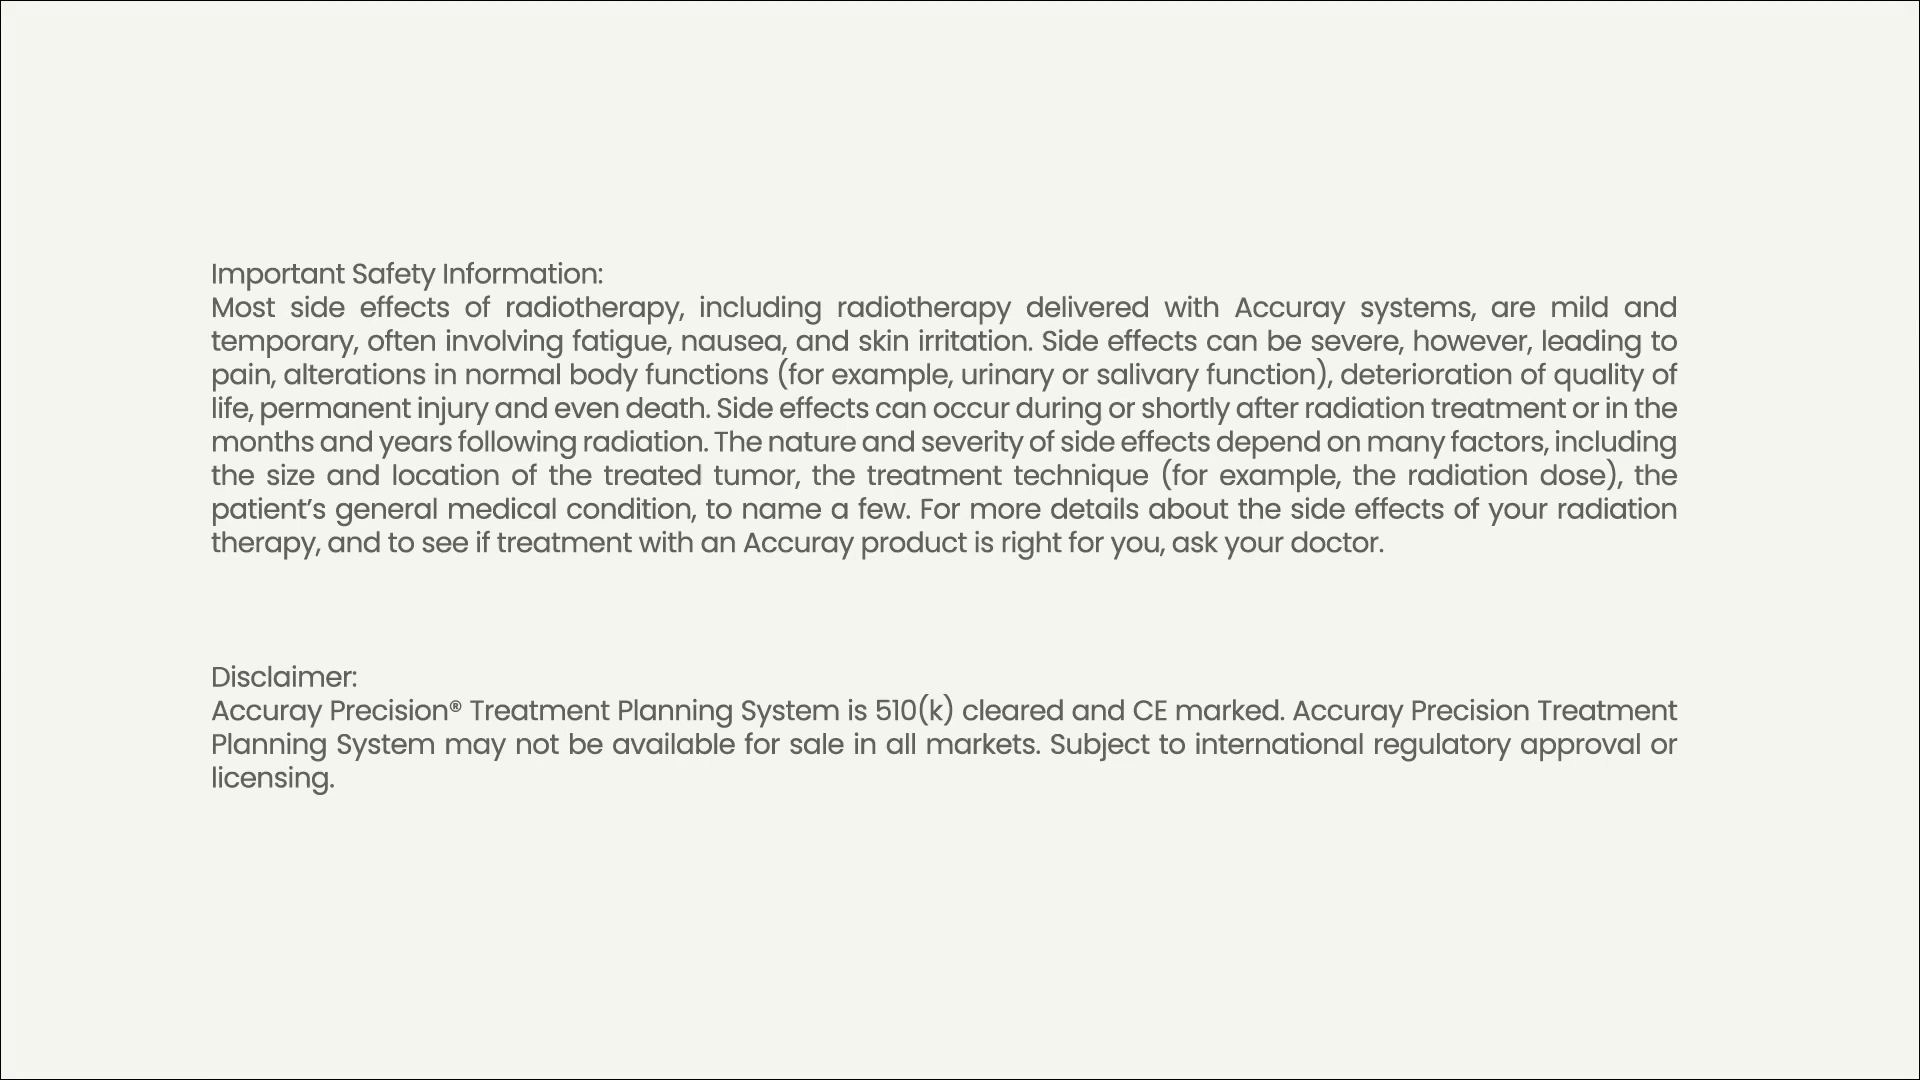 Important Safety Information:
Most side effects of radiotherapy, including radiotherapy delivered with Accuray systems, are mild and
temporary, often involving fatigue, nausea, and skin irritation. Side effects can be severe, however, leading to
pain, alterations in normal body functions (for example, urinary or salivary function), deterioration of quality of
life, permanent injury and even death. Side effects can occur during or shortly after radiation treatment or in the
months and years following radiation. The nature and severity of side effects depend on many factors, including
the size and location of the treated tumor, the treatment technique (for example, the radiation dose), the
patient’s general medical condition, to name a few. For more details about the side effects of your radiation
therapy, and to see if treatment with an Accuray product is right for you, ask your doctor.
Disclaimer:
Accuray Precision® Treatment Planning System is 510(k) cleared and CE marked. Accuray Precision Treatment
Planning System may not be available for sale in all markets. Subject to international regulatory approval or
licensing.